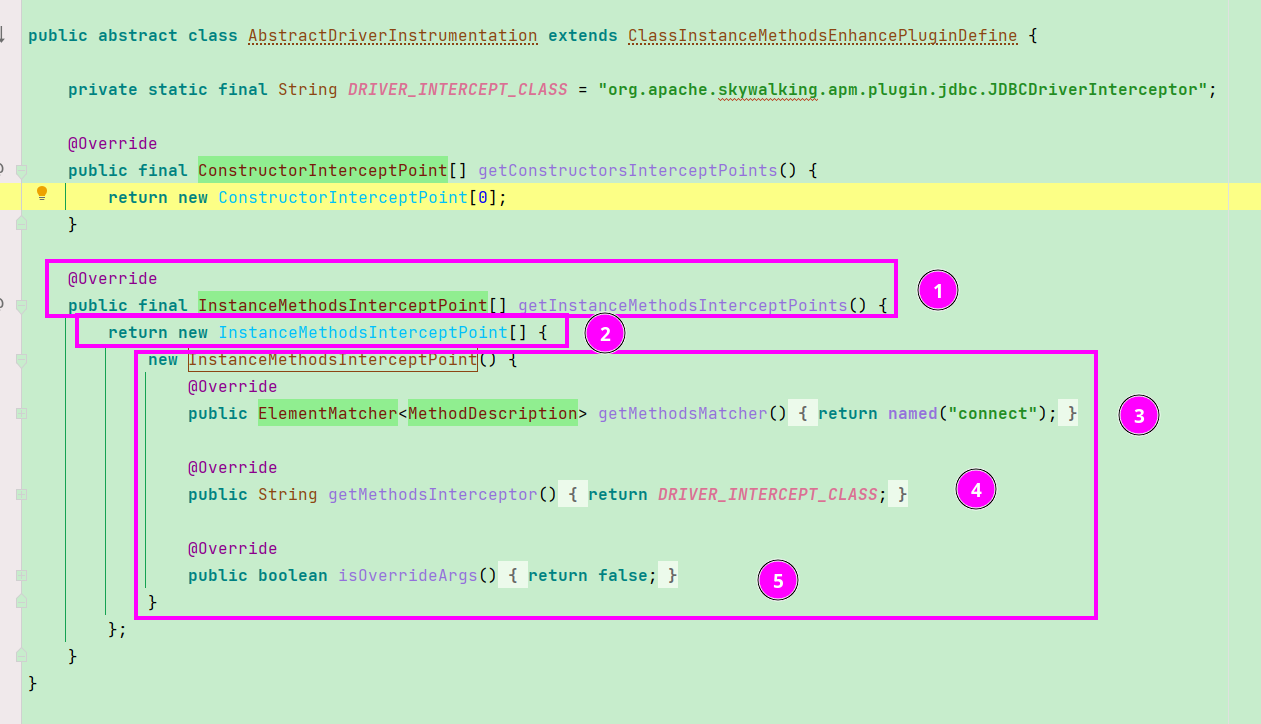 public abstract class AbstractDriverInstrumentation extends ClassInstanceMethodsEnhancePluginDefine {
private static final String DRIVER_INTERCEPT_CLASS = "org.apache.skywalking.apm.plugin.jdbc.JDBCDriverInterceptor";
@Override
public final ConstructorInterceptPoint[] getConstructorsInterceptPoints() {
return new ConstructorInterceptPoint[0];
}
@Override
public final InstanceMethodsInterceptPoint[] getInstanceMethodsInterceptPoints() {
1
return new InstanceMethodsInterceptPoint[] {
2
new InstanceMethodsInterceptPoint() {
@Override
public ElementMatcher<MethodDescription> getMethodsMatcher() { return named("connect"); }
3
@Override
public String getMethodsInterceptor() { return DRIVER_INTERCEPT_CLASS; }
4
@Override
public boolean isOverrideArgs() { return false; }
5
}
};
}
}